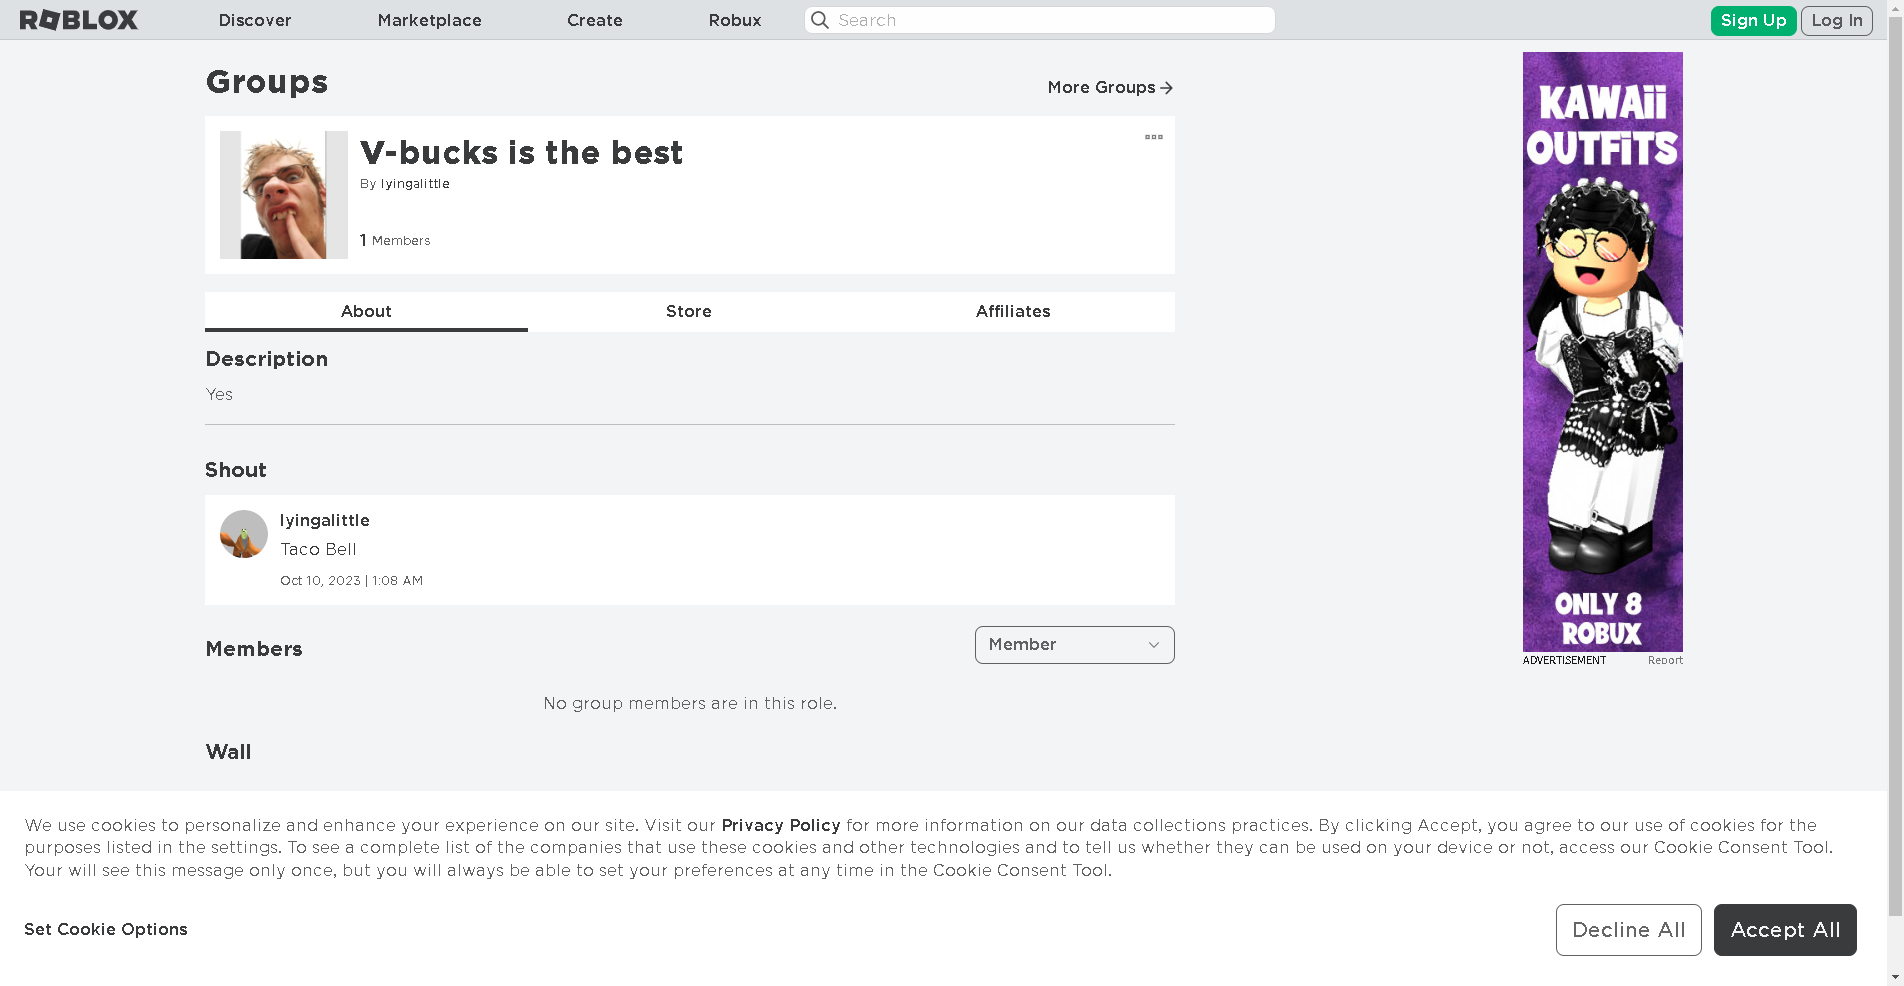 ROBLOX
Discover
Marketplace
Create
Robux
Search
Sign Up
Log In
Groups
More Groups
V-bucks is the best
By lyingalittle
1 Members
About
Store
Affiliates
Description
Yes
Shout
lyingalittle
Taco Bell
Oct 10, 2023 | 1:08 AM
Members
Member
No group members are in this role.
Wall
KAWAii
OUTFiTS
ONLY 8
ROBUX
ADVERTISEMENT
Report
We use cookies to personalize and enhance your experience on our site. Visit our Privacy Policy for more information on our data collections practices. By clicking Accept, you agree to our use of cookies for the
purposes listed in the settings. To see a complete list of the companies that use these cookies and other technologies and to tell us whether they can be used on your device or not, access our Cookie Consent Tool.
Your will see this message only once, but you will always be able to set your preferences at any time in the Cookie Consent Tool.
Set Cookie Options
Decline All
Accept All